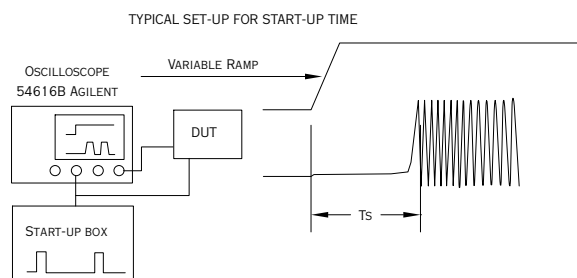 TYPICAL SET-UP FOR START-UP TIME
VARIABLE RAMP
OSCILLOSCOPE
54616B AGILENT
DUT
TS
START-UP BOX